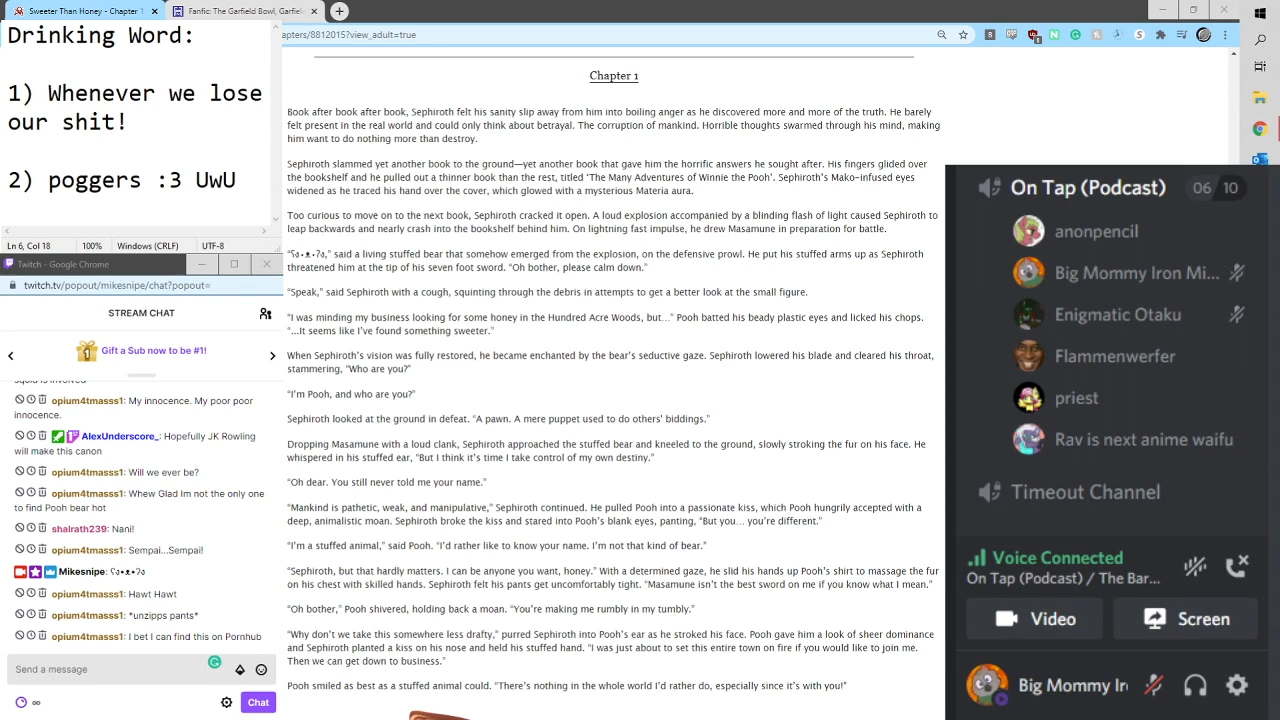 Sweeter Than Honey - Chapter 1
Fanfic: The Garfield Bowl, Garfiel
Drinking Word:
1) Whenever we lose
our shit!
2) poggers :3 UwU
Ln 6, Col 18
100%
Windows (CRLF)
UTF-8
Twitch - Google Chrome
twitch.tv/popout/mikesnipe/chat?popout=
STREAM CHAT
Gift a Sub now to be #1!
squid is involved
opium4tmasss1: My innocence. My poor poor
innocence.
AlexUnderscore_: Hopefully JK Rowling
will make this canon
opium4tmasss1: Will we ever be?
opium4tmasss1: Whew Glad Im not the only one
to find Pooh bear hot
shalrath239: Nani!
opium4tmasss1: Sempai...Sempai!
Mikesnipe: ʕง•ᴥ•ʔง
opium4tmasss1: Hawt Hawt
opium4tmasss1: *unzipps pants*
opium4tmasss1: I bet I can find this on Pornhub
Send a message
Chat
chapters/8812015?view_adult=true
Chapter 1
Book after book after book, Sephiroth felt his sanity slip away from him into boiling anger as he discovered more and more of the truth. He barely
felt present in the real world and could only think about betrayal. The corruption of mankind. Horrible thoughts swarmed through his mind, making
him want to do nothing more than destroy.
Sephiroth slammed yet another book to the ground—yet another book that gave him the horrific answers he sought after. His fingers glided over
the bookshelf and he pulled out a thinner book than the rest, titled ‘The Many Adventures of Winnie the Pooh’. Sephiroth's Mako-infused eyes
widened as he traced his hand over the cover, which glowed with a mysterious Materia aura.
Too curious to move on to the next book, Sephiroth cracked it open. A loud explosion accompanied by a blinding flash of light caused Sephiroth to
leap backwards and nearly crash into the bookshelf behind him. On lightning fast impulse, he drew Masamune in preparation for battle.
“ʕง•ᴥ•ʔง,” said a living stuffed bear that somehow emerged from the explosion, on the defensive prowl. He put his stuffed arms up as Sephiroth
threatened him at the tip of his seven foot sword. “Oh bother, please calm down.”
“Speak,” said Sephiroth with a cough, squinting through the debris in attempts to get a better look at the small figure.
“I was minding my business looking for some honey in the Hundred Acre Woods, but…” Pooh batted his beady plastic eyes and licked his chops.
“...It seems like I’ve found something sweeter.”
When Sephiroth’s vision was fully restored, he became enchanted by the bear’s seductive gaze. Sephiroth lowered his blade and cleared his throat,
stammering, “Who are you?”
“I’m Pooh, and who are you?”
Sephiroth looked at the ground in defeat. “A pawn. A mere puppet used to do others' biddings.”
Dropping Masamune with a loud clank, Sephiroth approached the stuffed bear and kneeled to the ground, slowly stroking the fur on his face. He
whispered in his stuffed ear, “But I think it’s time I take control of my own destiny.”
“Oh dear. You still never told me your name.”
“Mankind is pathetic, weak, and manipulative,” Sephiroth continued. He pulled Pooh into a passionate kiss, which Pooh hungrily accepted with a
deep, animalistic moan. Sephiroth broke the kiss and stared into Pooh’s blank eyes, panting, “But you… you’re different.”
“I’m a stuffed animal,” said Pooh. “I’d rather like to know your name. I’m not that kind of bear.”
“Sephiroth, but that hardly matters. I can be anyone you want, honey.” With a determined gaze, he slid his hands up Pooh’s shirt to massage the fur
on his chest with skilled hands. Sephiroth felt his pants get uncomfortably tight. “Masamune isn’t the best sword on me if you know what I mean.”
“Oh bother,” Pooh shivered, holding back a moan. “You’re making me rumbly in my tumbly.”
“Why don’t we take this somewhere less drafty,” purred Sephiroth into Pooh’s ear as he stroked his face. Pooh gave him a look of sheer dominance
and Sephiroth planted a kiss on his nose and held his stuffed hand. “I was just about to set this entire town on fire if you would like to join me.
Then we can get down to business.”
Pooh smiled as best as a stuffed animal could. “There’s nothing in the whole world I’d rather do, especially since it’s with you!”
On Tap (Podcast)
06 10
anonpencil
Big Mommy Iron Mi...
Enigmatic Otaku
Flammenwerfer
priest
Rav is next anime waifu
Timeout Channel
Voice Connected
On Tap (Podcast) / The Bar...
Video
Screen
Big Mommy Ir